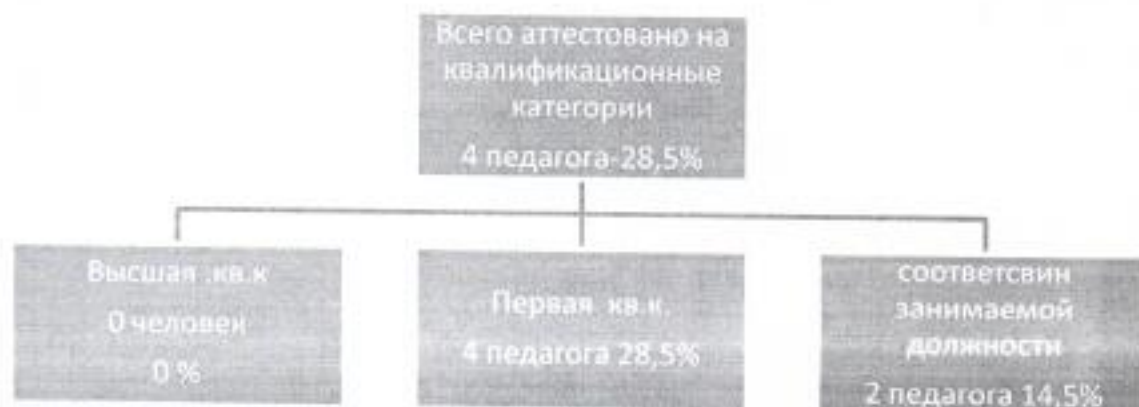 Всего аттестовано на
квалификационные
категории
4 педагога-28,5%
Высшая .кв.к
0 человек
0 %
Первая кв.к.
4 педагога 28,5%
соответсвии
занимаемой
должности
2 педагога 14,5%